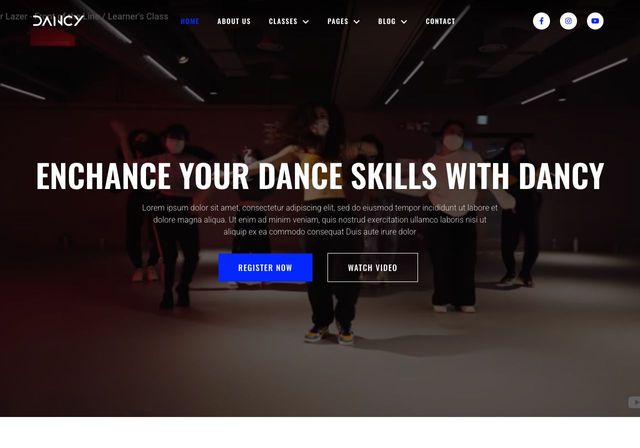 r Lazer - Front of the Line / Learner's Class
DANCY
HOME ABOUT US CLASSES PAGES BLOG CONTACT
ENCHANCE YOUR DANCE SKILLS WITH DANCY
Lorem ipsum dolor sit amet, consectetur adipiscing elit, sed do eiusmod tempor incididunt ut labore et
dolore magna aliqua. Ut enim ad minim veniam, quis nostrud exercitation ullamco laboris nisi ut
aliquip ex ea commodo consequat Duis aute irure dolor
REGISTER NOW WATCH VIDEO